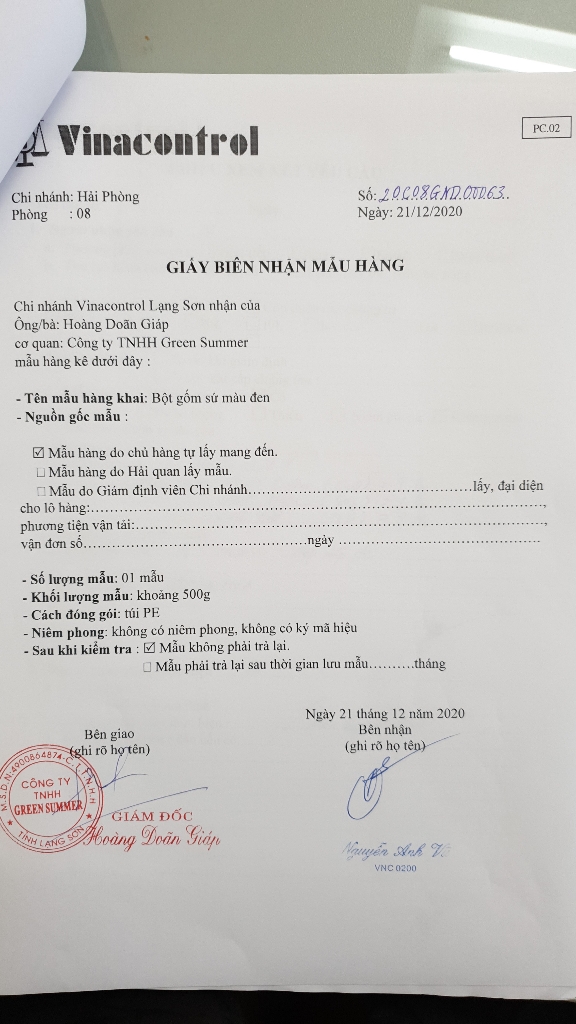 Vinacontrol
PC.02
Chi nhánh: Hải Phòng
Phòng : 08
Số: 20C08GND.00063..
Ngày: 21/12/2020
GIẤY BIÊN NHẬN MẪU HÀNG
Chi nhánh Vinacontrol Lạng Sơn nhận của
Ông/bà: Hoàng Doãn Giáp
cơ quan: Công ty TNHH Green Summer
mẫu hàng kê dưới đây :
- Tên mẫu hàng khai: Bột gốm sứ màu đen
- Nguồn gốc mẫu :
☑ Mẫu hàng do chủ hàng tự lấy mang đến.
□ Mẫu hàng do Hải quan lấy mẫu.
□ Mẫu do Giám định viên Chi nhánh……………………………………lấy, đại diện
cho lô hàng:……………………………………………………………………………,
phương tiện vận tải:……………………………………………………………………,
vận đơn số……………………………………ngày …………………………………
- Số lượng mẫu: 01 mẫu
- Khối lượng mẫu: khoảng 500g
- Cách đóng gói: túi PE
- Niêm phong: không có niêm phong, không có ký mã hiệu
- Sau khi kiểm tra : ☑ Mẫu không phải trả lại.
□ Mẫu phải trả lại sau thời gian lưu mẫu……….tháng
Ngày 21 tháng 12 năm 2020
Bên giao
(ghi rõ họ tên)
Bên nhận
(ghi rõ họ tên)
M.S.D.N:4900864874-C.T.T.N.H.H
CÔNG TY
TNHH
GREEN SUMMER
TỈNH LẠNG SƠN
GIÁM ĐỐC
Hoàng Doãn Giáp
Nguyễn Anh
VNC 0200